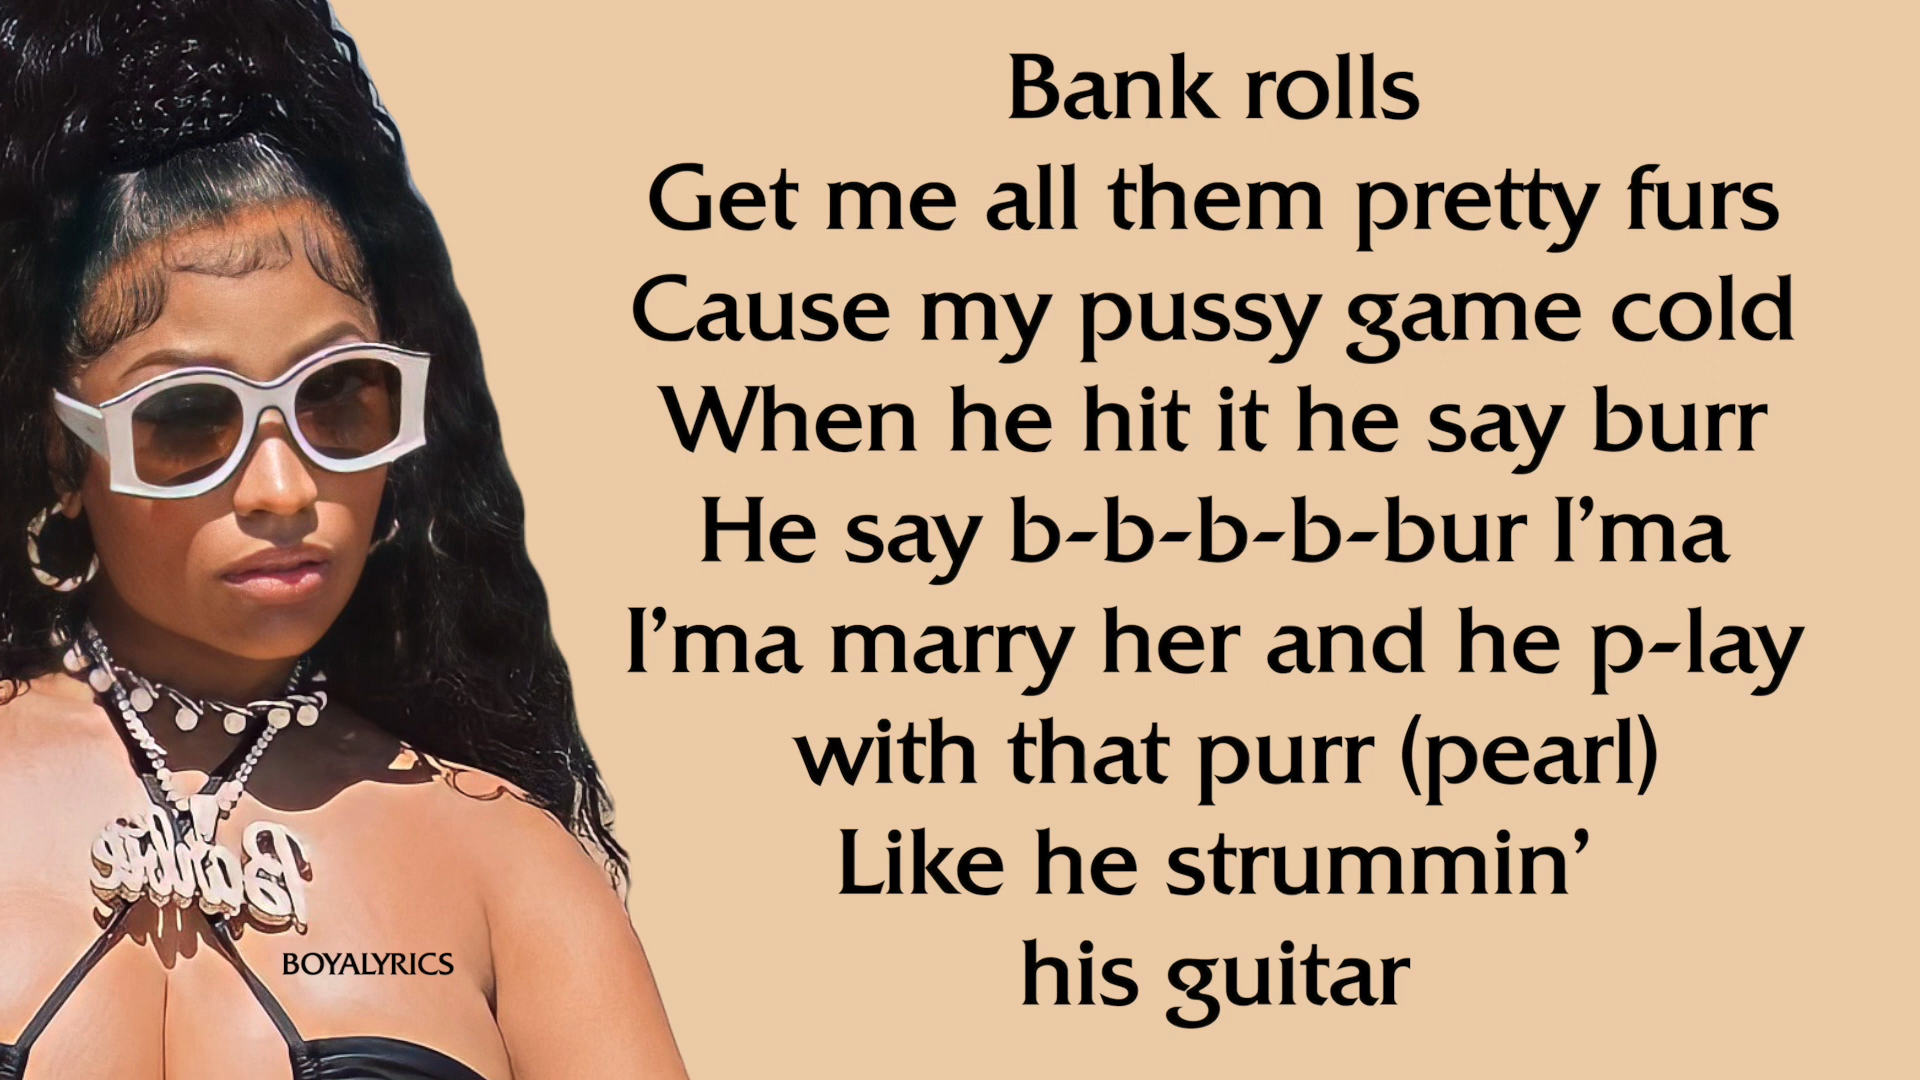 Bank rolls
Get me all them pretty furs
Cause my pussy game cold
When he hit it he say burr
He say b-b-b-b-bur I’ma
I’ma marry her and he p-lay
with that purr (pearl)
Like he strummin’
his guitar
Barbie
BOYALYRICS